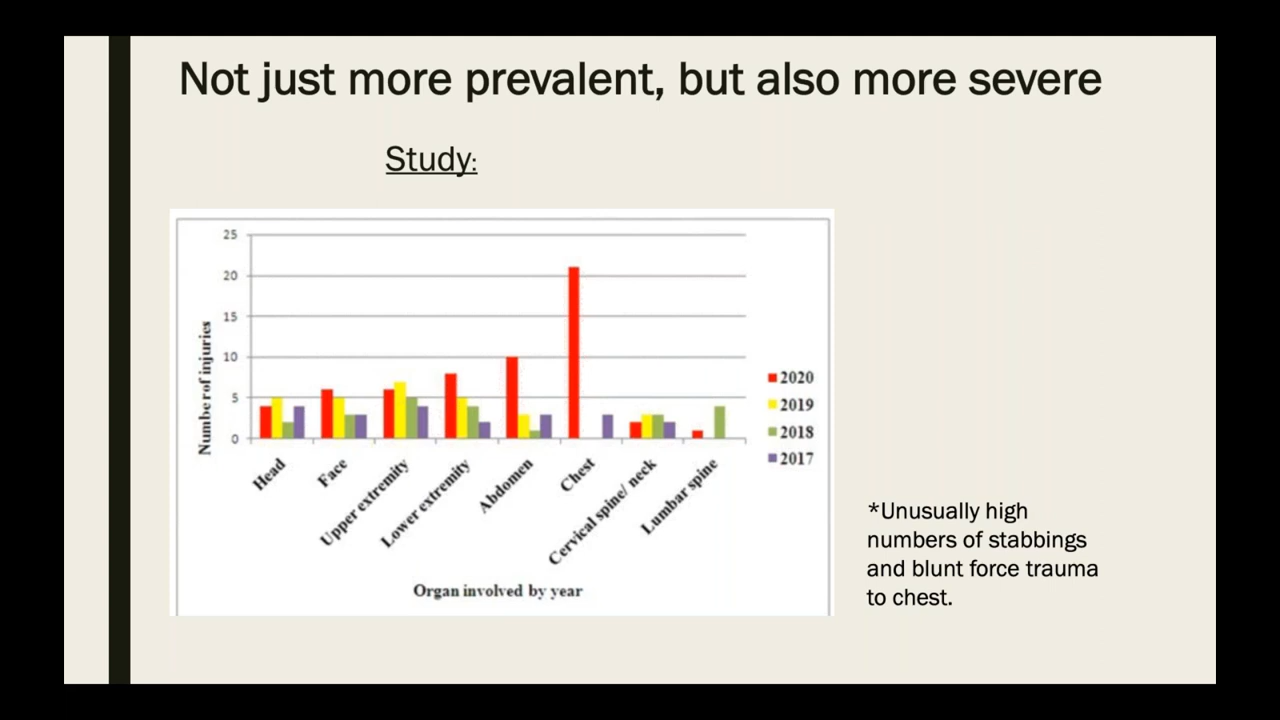 Not just more prevalent, but also more severe
Study:
25
20
15
10
5
0
Number of injuries
2020
2019
2018
2017
Head
Face
Upper extremity
Lower extremity
Abdomen
Chest
Cervical spine/ neck
Lumbar spine
Organ involved by year
*Unusually high
numbers of stabbings
and blunt force trauma
to chest.